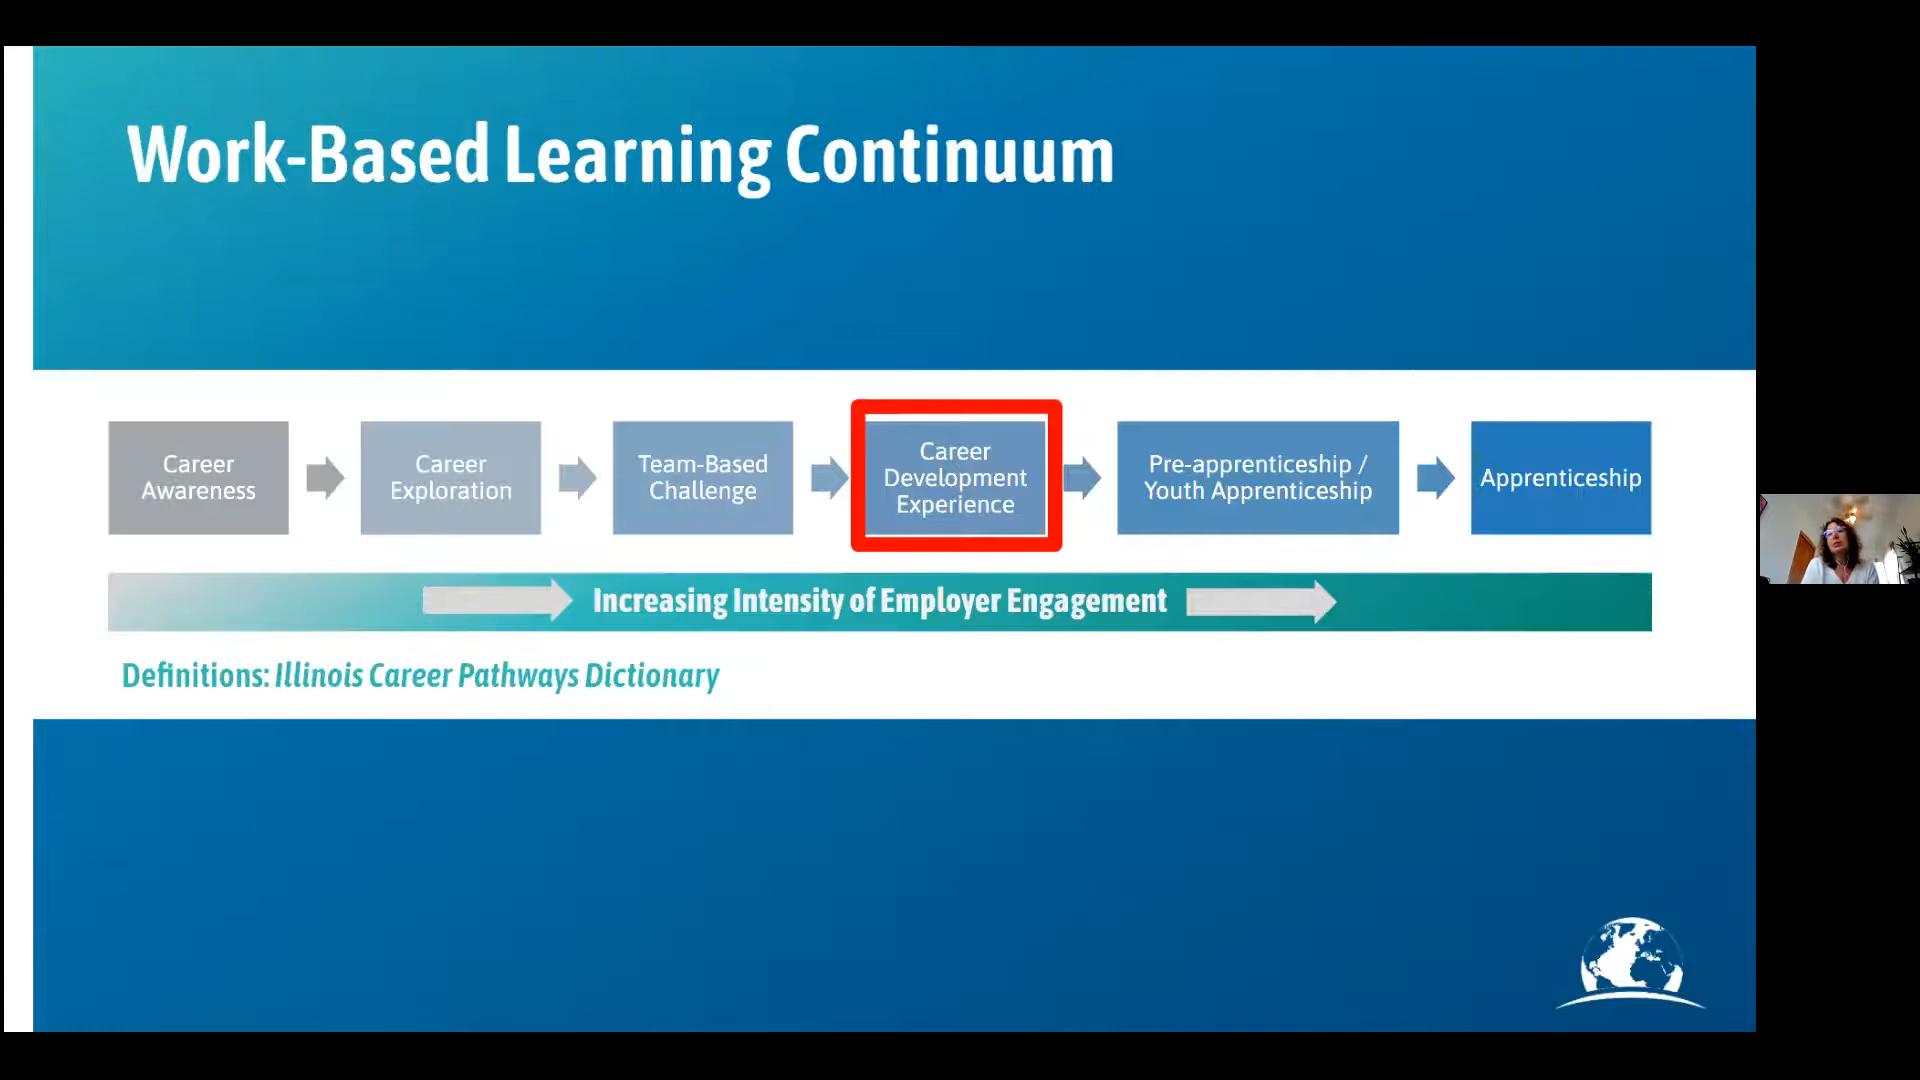 Work-Based Learning Continuum
Career
Awareness
Career
Exploration
Team-Based
Challenge
Career
Development
Experience
Pre-apprenticeship /
Youth Apprenticeship
Apprenticeship
Increasing Intensity of Employer Engagement
Definitions: Illinois Career Pathways Dictionary